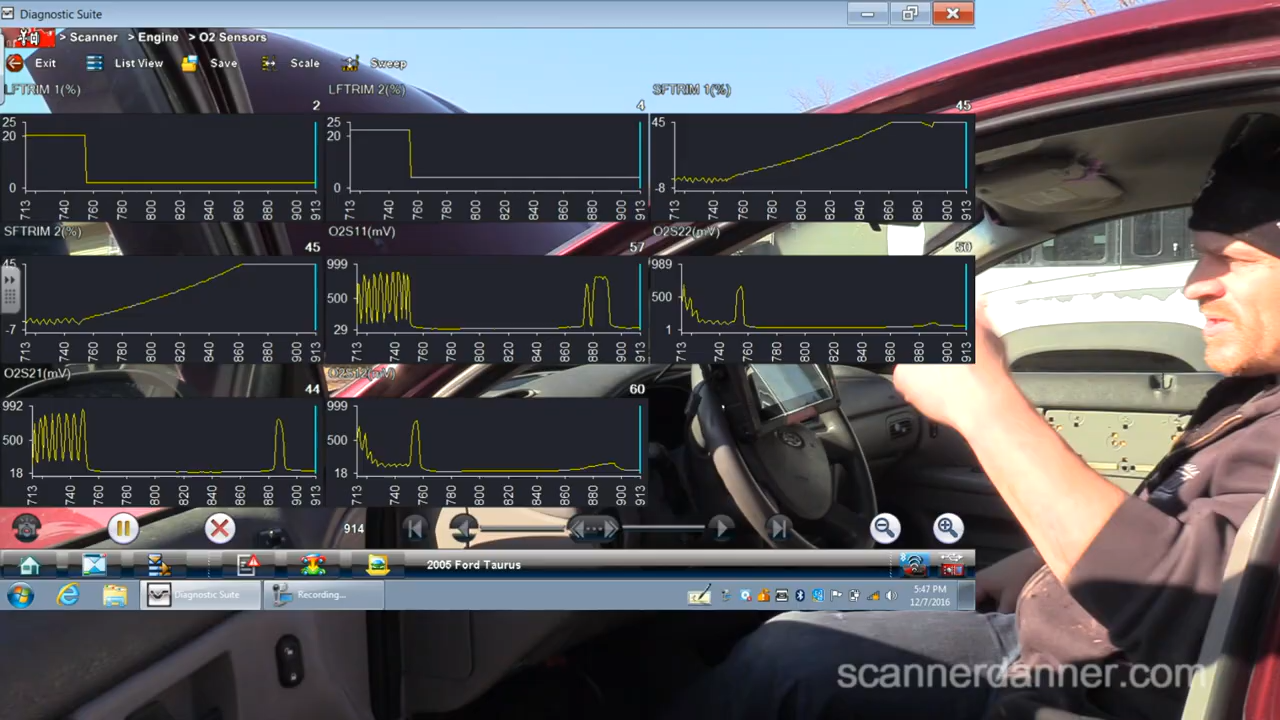 Diagnostic Suite
> Scanner > Engine > O2 Sensors
Exit List View Save Scale Sweep
LFTRIM 1(%) LFTRIM 2(%) SFTRIM 1(%)
2 4 45
25 25 45
20 20
0 0 -8
713 740 760 780 800 820 840 860 880 900 913 713 740 760 780 800 820 840 860 880 900 913 713 740 760 780 800 820 840 860 880 900 913
SFTRIM 2(%) O2S11(mV) O2S22(mV)
45 57 50
45 999 989
500 500
-7 29 1
713 740 760 780 800 820 840 860 880 900 913 713 740 760 780 800 820 840 860 880 900 913 713 740 760 780 800 820 840 860 880 900 913
O2S21(mV) O2S12(mV)
44 60
992 999
500 500
18 18
713 740 760 780 800 820 840 860 880 900 913 713 740 760 780 800 820 840 860 880 900 913
914
2005 Ford Taurus
Diagnostic Suite Recording...
5:47 PM
12/7/2016
scannerdanner.com